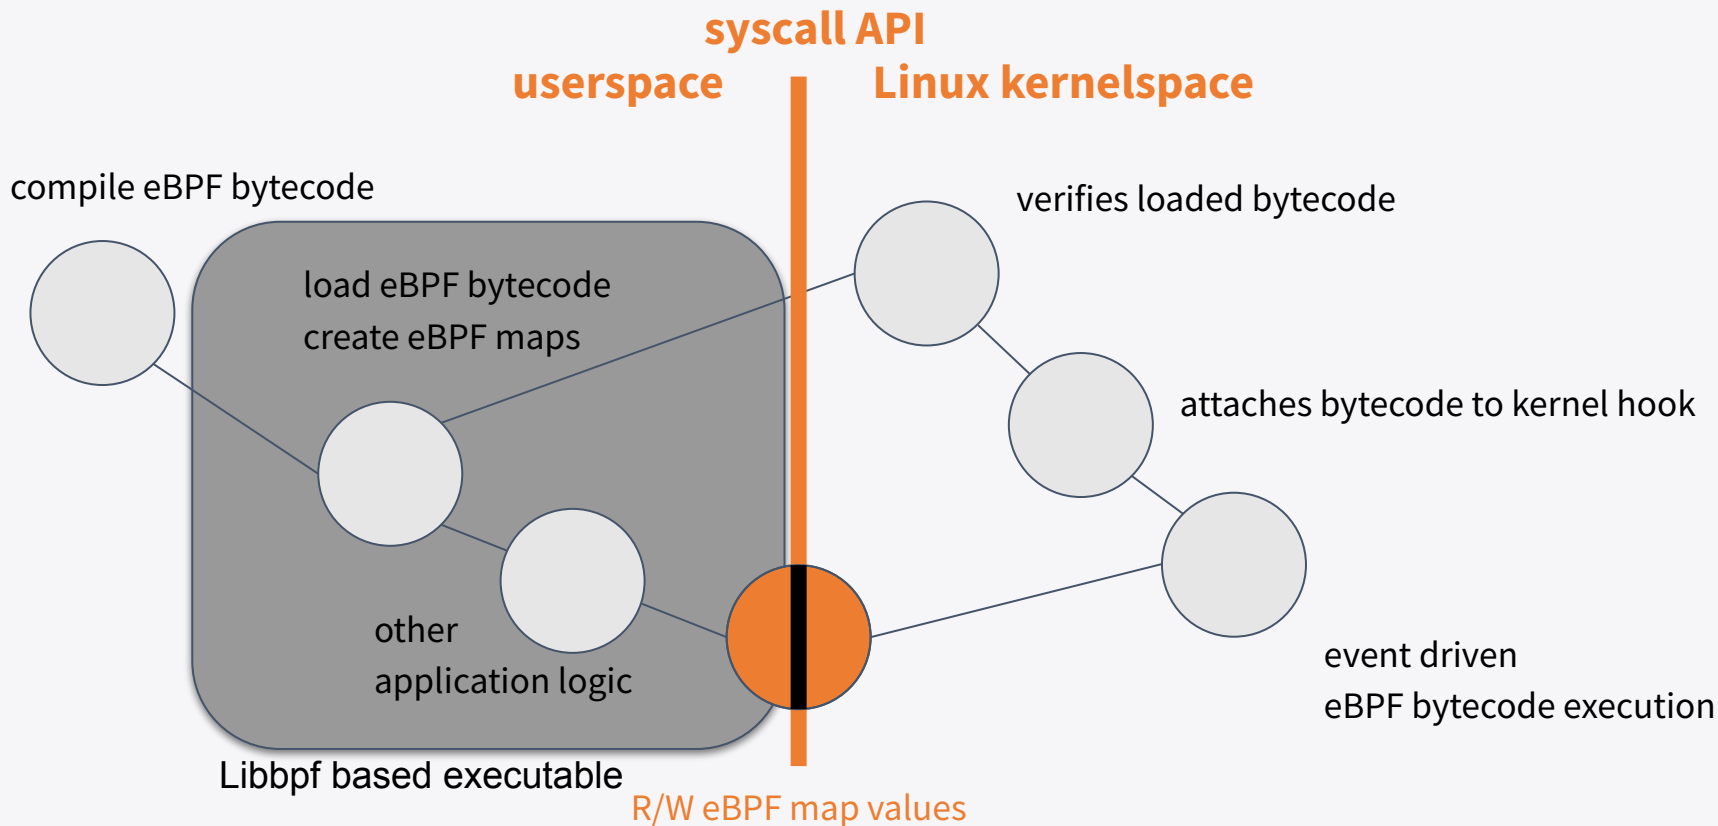 syscall API
userspace
Linux kernelspace
compile eBPF bytecode
verifies loaded bytecode
load eBPF bytecode
create eBPF maps
attaches bytecode to kernel hook
other
application logic
event driven
eBPF bytecode execution
Libbpf based executable
R/W eBPF map values